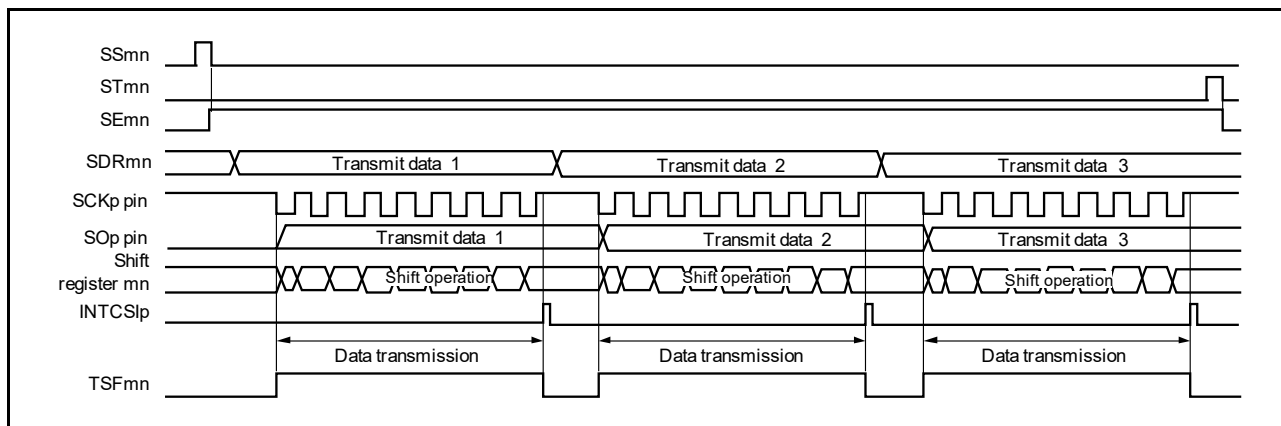 SSmn
STmn
SEmn
SDRmn Transmit data 1 Transmit data 2 Transmit data 3
SCKp pin
SOp pin Transmit data 1 Transmit data 2 Transmit data 3
Shift
register mn Shift operation Shift operation Shift operation
INTCSIp
Data transmission Data transmission Data transmission
TSFmn